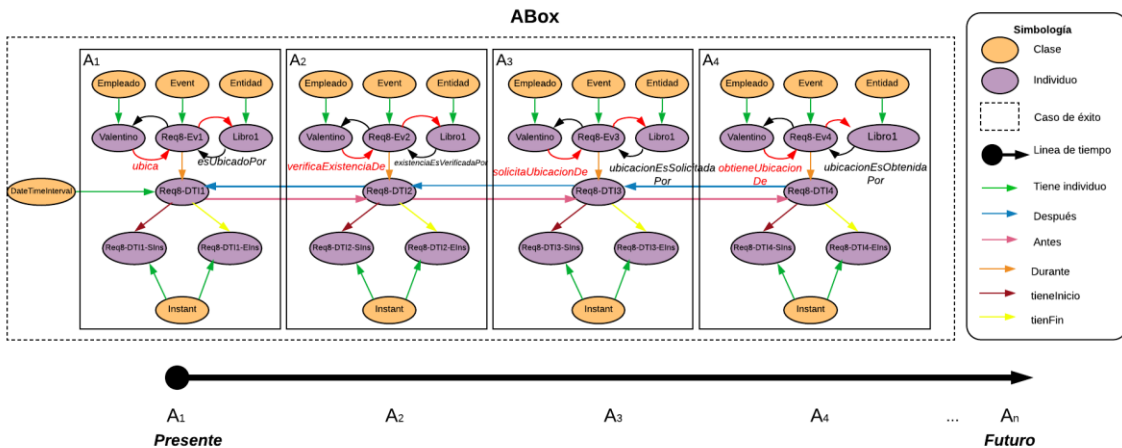 ABox
A1
Empleado
Event
Entidad
Valentino
Req8-Ev1
Libro1
ubica
esUbicadoPor
DateTimeInterval
Req8-DTI1
Req8-DTI1-SIns
Req8-DTI1-EIns
Instant
A2
Empleado
Event
Entidad
Valentino
Req8-Ev2
Libro1
verificaExistenciaDe
existenciaEsVerificadaPor
Req8-DTI2
Req8-DTI2-SIns
Req8-DTI2-EIns
Instant
A3
Empleado
Event
Entidad
Valentino
Req8-Ev3
Libro1
solicitaUbicacionDe
ubicacionEsSolicitada
Por
Req8-DTI3
Req8-DTI3-SIns
Req8-DTI3-EIns
Instant
A4
Empleado
Event
Entidad
Valentino
Req8-Ev4
Libro1
obtieneUbicacion
De
ubicacionEsObtenida
Por
Req8-DTI4
Req8-DTI4-SIns
Req8-DTI4-EIns
Instant
Simbología
Clase
Individuo
Caso de éxito
Linea de tiempo
Tiene individuo
Después
Antes
Durante
tieneInicio
tienFin
A1 A2 A3 A4 ... An
Presente Futuro